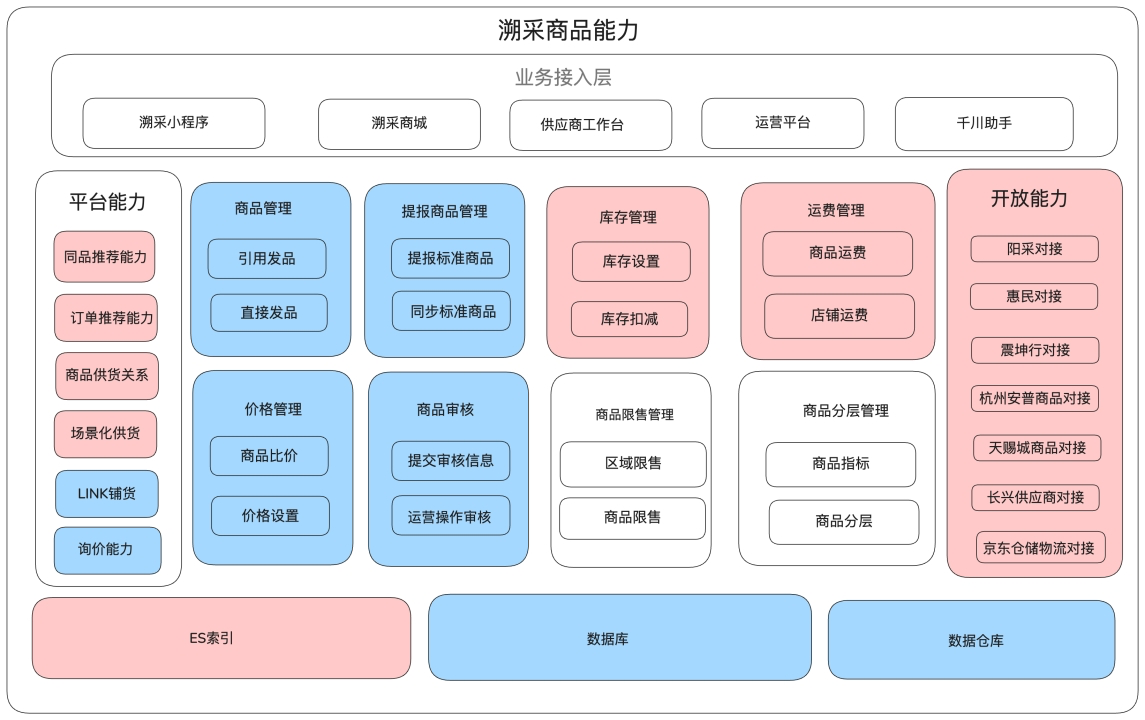 溯采商品能力
业务接入层
溯采小程序
溯采商城
供应商工作台
运营平台
千川助手
平台能力
同品推荐能力
订单推荐能力
商品供货关系
场景化供货
LINK铺货
询价能力
商品管理
引用发品
直接发品
提报商品管理
提报标准商品
同步标准商品
库存管理
库存设置
库存扣减
运费管理
商品运费
店铺运费
价格管理
商品比价
价格设置
商品审核
提交审核信息
运营操作审核
商品限售管理
区域限售
商品限售
商品分层管理
商品指标
商品分层
开放能力
阳采对接
惠民对接
震坤行对接
杭州安普商品对接
天赐城商品对接
长兴供应商对接
京东仓储物流对接
ES索引
数据库
数据仓库